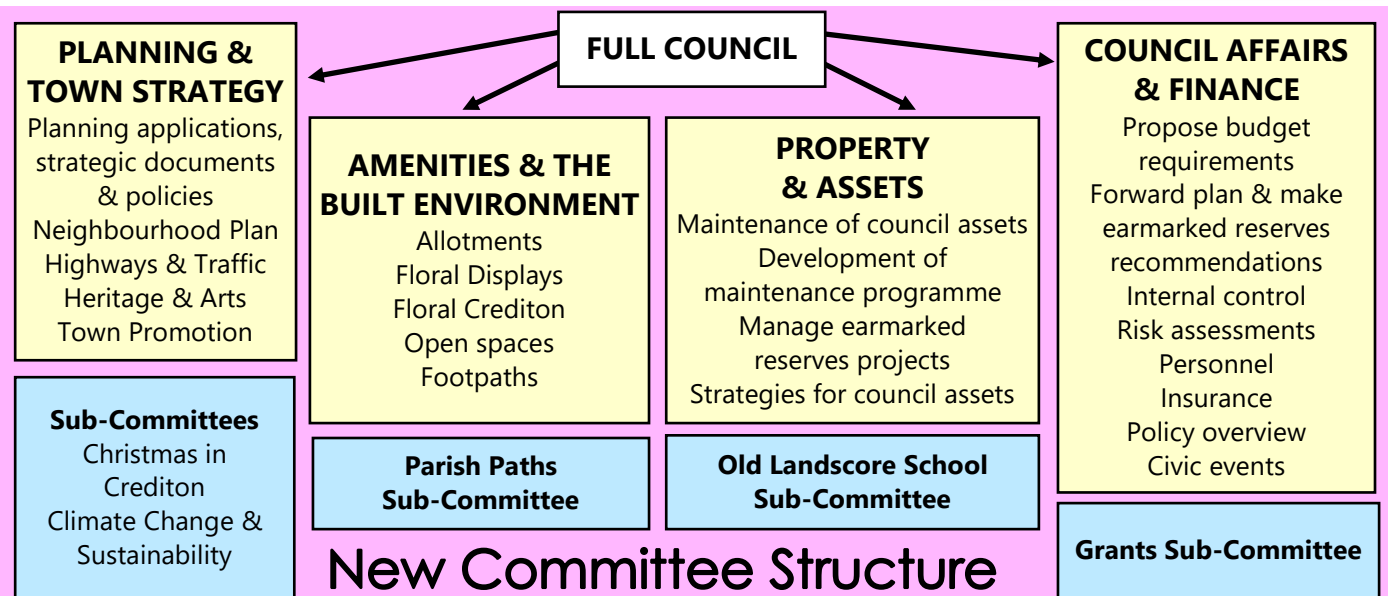 FULL COUNCIL
PLANNING &
TOWN STRATEGY
Planning applications,
strategic documents
& policies
Neighbourhood Plan
Highways & Traffic
Heritage & Arts
Town Promotion
Sub-Committees
Christmas in
Crediton
Climate Change &
Sustainability
AMENITIES & THE
BUILT ENVIRONMENT
Allotments
Floral Displays
Floral Crediton
Open spaces
Footpaths
Parish Paths
Sub-Committee
PROPERTY
& ASSETS
Maintenance of council assets
Development of
maintenance programme
Manage earmarked
reserves projects
Strategies for council assets
Old Landscore School
Sub-Committee
COUNCIL AFFAIRS
& FINANCE
Propose budget
requirements
Forward plan & make
earmarked reserves
recommendations
Internal control
Risk assessments
Personnel
Insurance
Policy overview
Civic events
Grants Sub-Committee
New Committee Structure